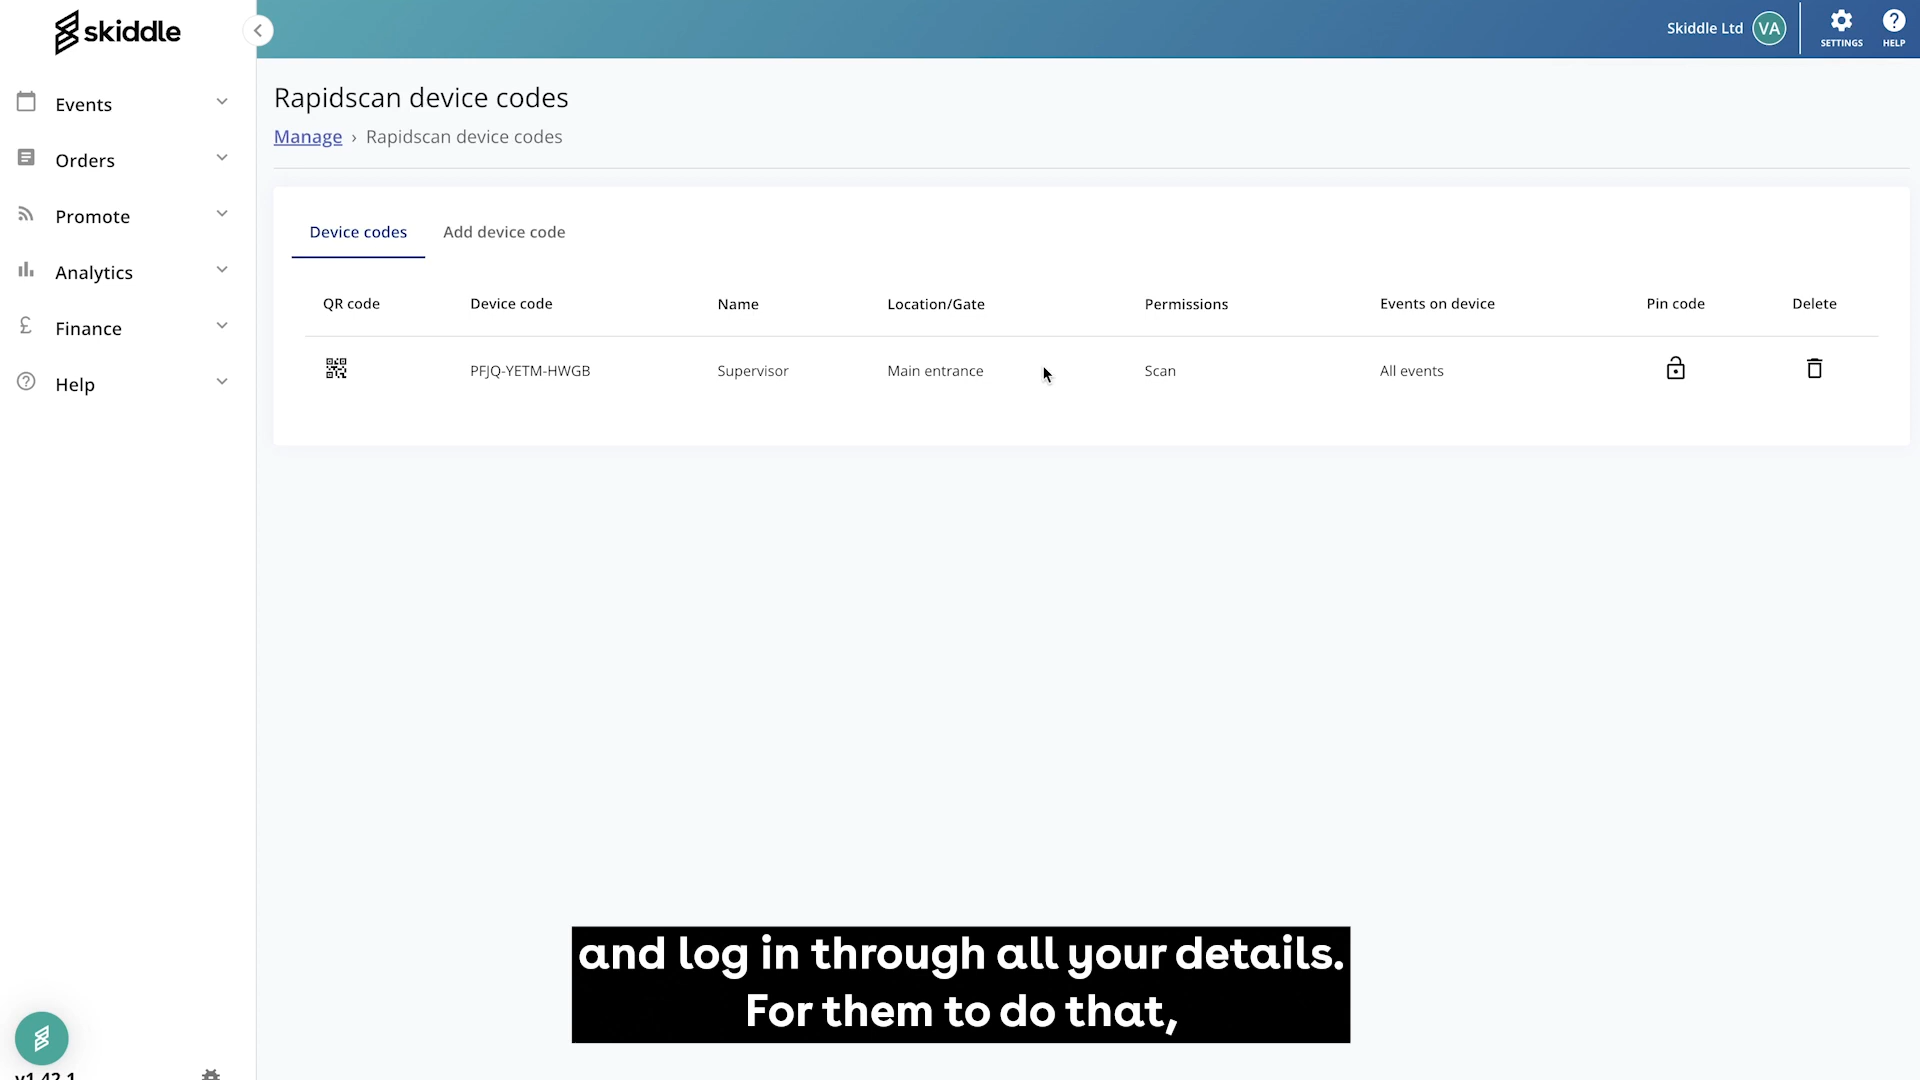 skiddle
Skiddle Ltd VA
SETTINGS
HELP
Events
Orders
Promote
Analytics
Finance
Help
Rapidscan device codes
Manage › Rapidscan device codes
Device codes Add device code
QR code Device code Name Location/Gate Permissions Events on device Pin code Delete
PFJQ-YETM-HWGB Supervisor Main entrance Scan All events
and log in through all your details.
For them to do that,
v1.42.1